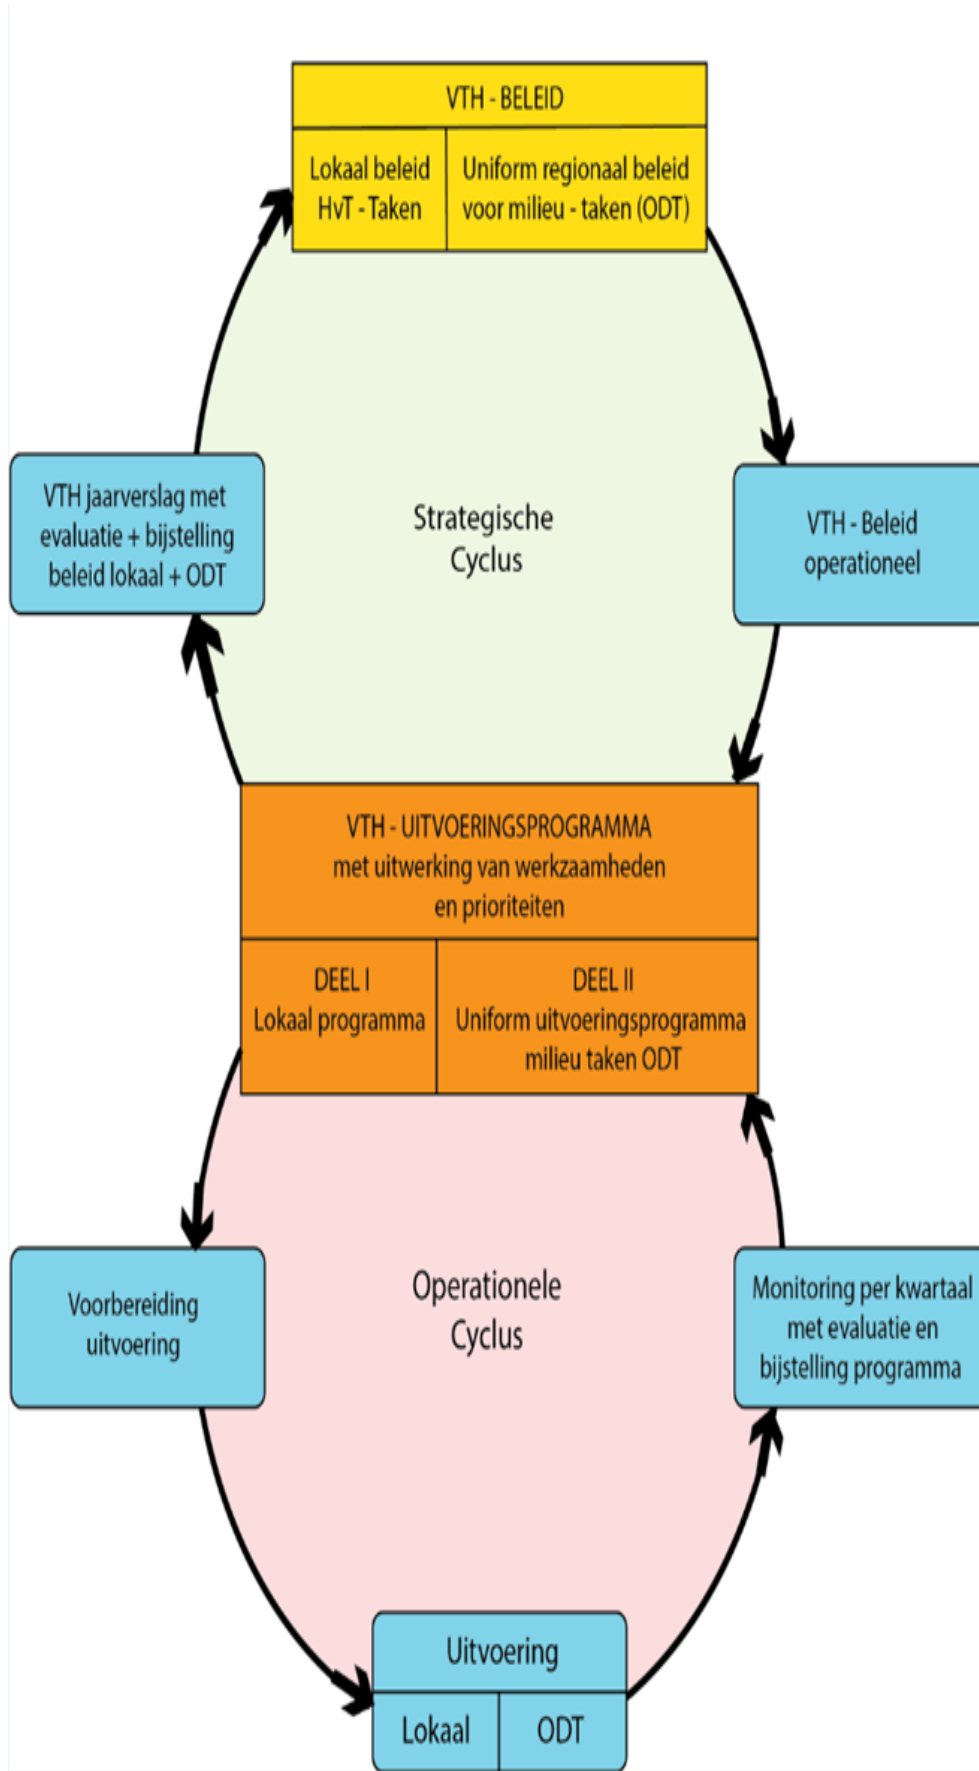 VTH - BELEID
Lokaal beleid
HvT - Taken
Uniform regionaal beleid
voor milieu - taken (ODT)
VTH jaarverslag met
evaluatie + bijstelling
beleid lokaal + ODT
Strategische
Cyclus
VTH - Beleid
operationeel
VTH - UITVOERINGSPROGRAMMA
met uitwerking van werkzaamheden
en prioriteiten
DEEL I
Lokaal programma
DEEL II
Uniform uitvoeringsprogramma
milieu taken ODT
Voorbereiding
uitvoering
Operationele
Cyclus
Monitoring per kwartaal
met evaluatie en
bijstelling programma
Uitvoering
Lokaal
ODT